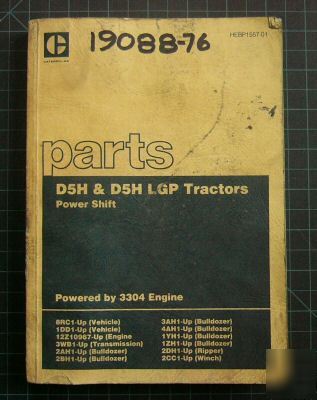 CATERPILLAR
19088-76
HEBP1557-01
parts
D5H & D5H LGP Tractors
Power Shift
Powered by 3304 Engine
8RC1-Up (Vehicle)
1DD1-Up (Vehicle)
12Z10967-Up (Engine
3WB1-Up (Transmission)
2AH1-Up (Bulldozer)
2BH1-Up (Bulldozer)
3AH1-Up (Bulldozer)
4AH1-Up (Bulldozer)
1YH1-Up (Bulldozer)
1ZH1-Up (Bulldozer)
2DH1-Up (Ripper)
2CC1-Up (Winch)